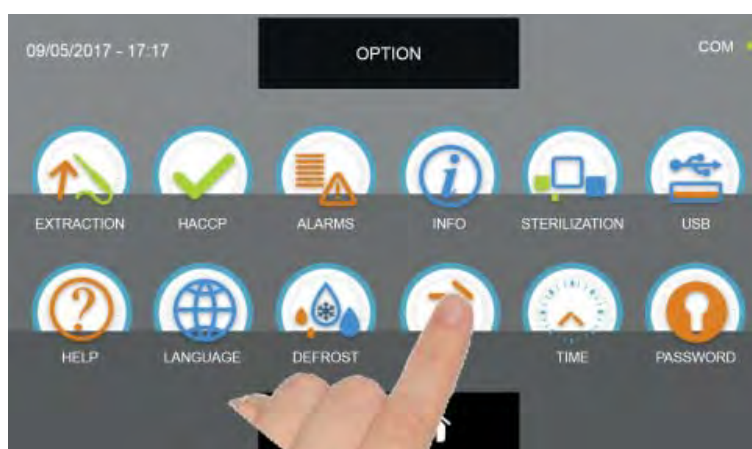 09/05/2017 - 17:17
OPTION
COM
EXTRACTION
HACCP
ALARMS
INFO
STERILIZATION
USB
HELP
LANGUAGE
DEFROST
TIME
PASSWORD